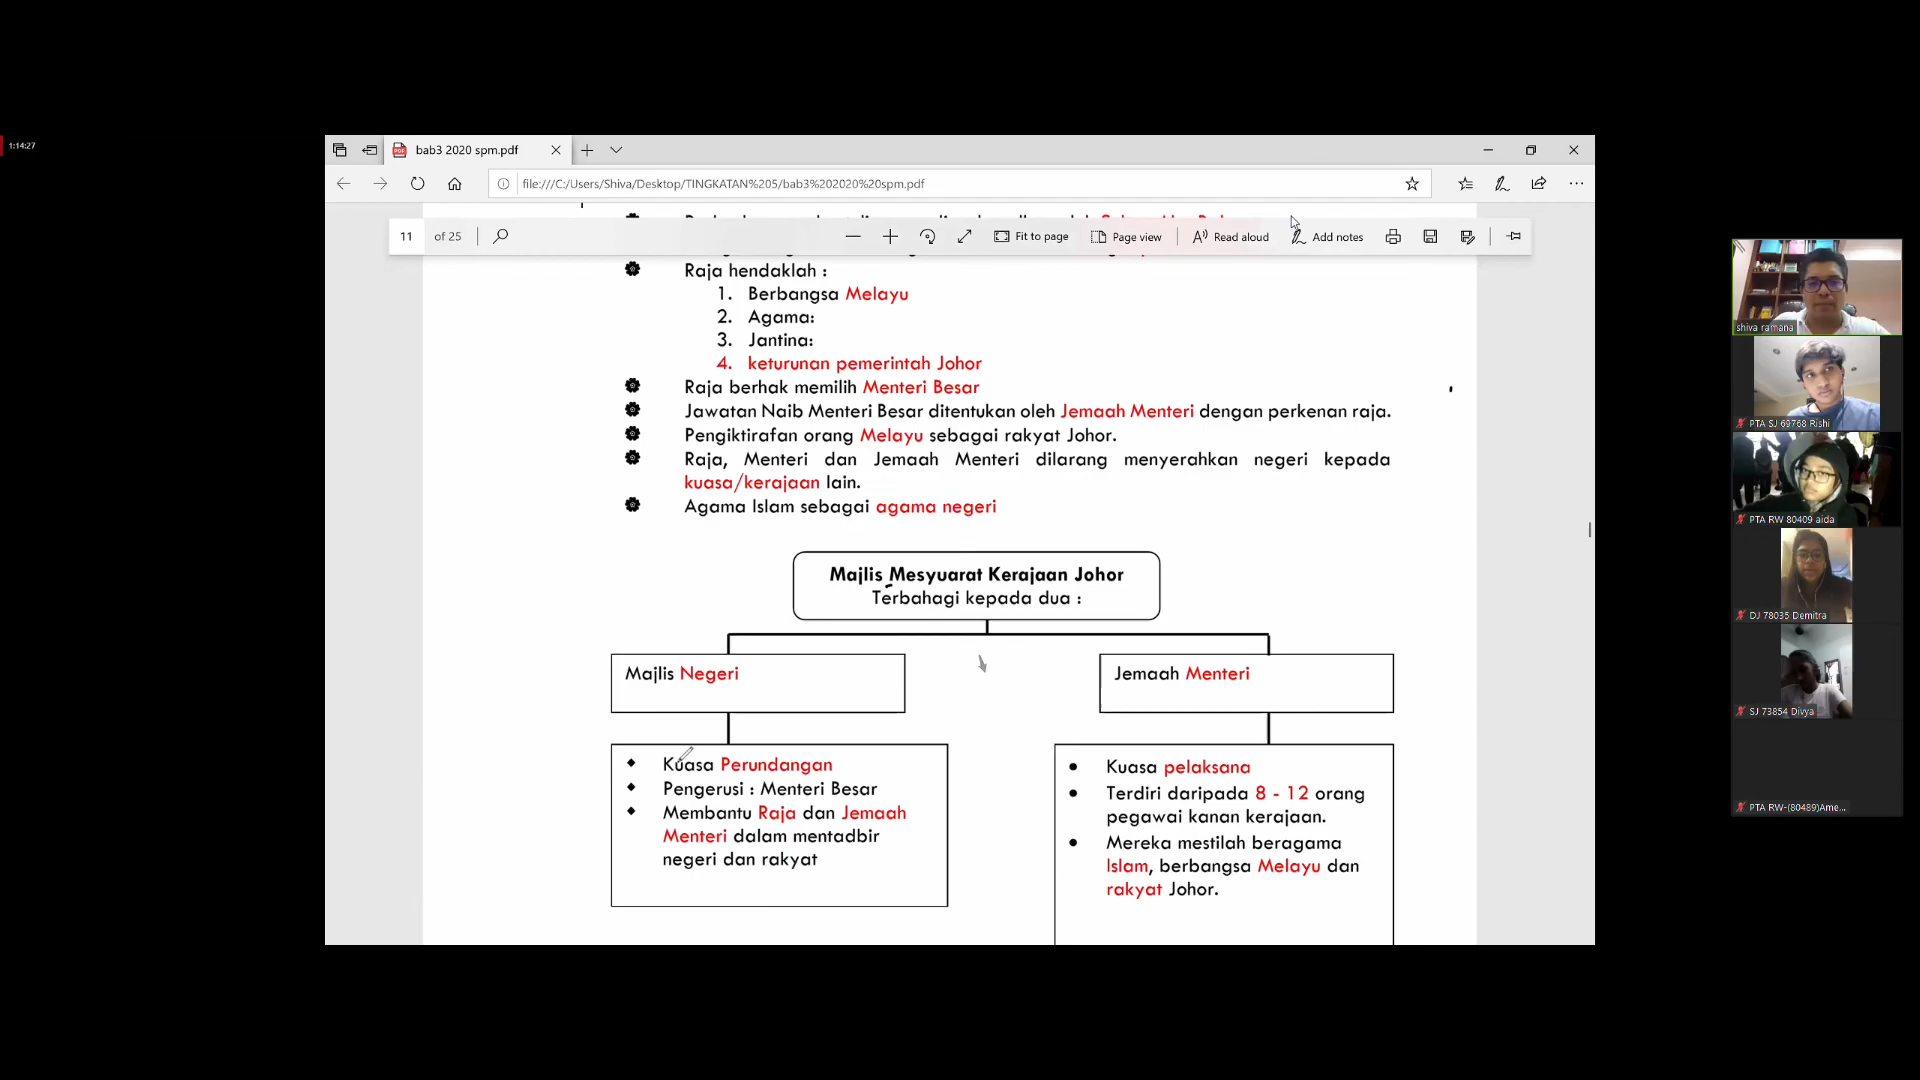 1:14:27
bab3 2020 spm.pdf
file:///C:/Users/Shiva/Desktop/TINGKATAN%205/bab3%202020%20spm.pdf
11 of 25 Fit to page Page view Read aloud Add notes
Raja hendaklah :
1. Berbangsa Melayu
2. Agama:
3. Jantina:
4. keturunan pemerintah Johor
Raja berhak memilih Menteri Besar
Jawatan Naib Menteri Besar ditentukan oleh Jemaah Menteri dengan perkenan raja.
Pengiktirafan orang Melayu sebagai rakyat Johor.
Raja, Menteri dan Jemaah Menteri dilarang menyerahkan negeri kepada
kuasa/kerajaan lain.
Agama Islam sebagai agama negeri
Majlis Mesyuarat Kerajaan Johor
Terbahagi kepada dua :
Majlis Negeri
Kuasa Perundangan
Pengerusi : Menteri Besar
Membantu Raja dan Jemaah
Menteri dalam mentadbir
negeri dan rakyat
Jemaah Menteri
Kuasa pelaksana
Terdiri daripada 8 - 12 orang
pegawai kanan kerajaan.
Mereka mestilah beragama
Islam, berbangsa Melayu dan
rakyat Johor.
shiva ramana
PTA SJ 69768 Rishi
PTA RW 80409 aida
DJ 78035 Demitra
SJ 73854 Divya
PTA RW-(80489)Ame...